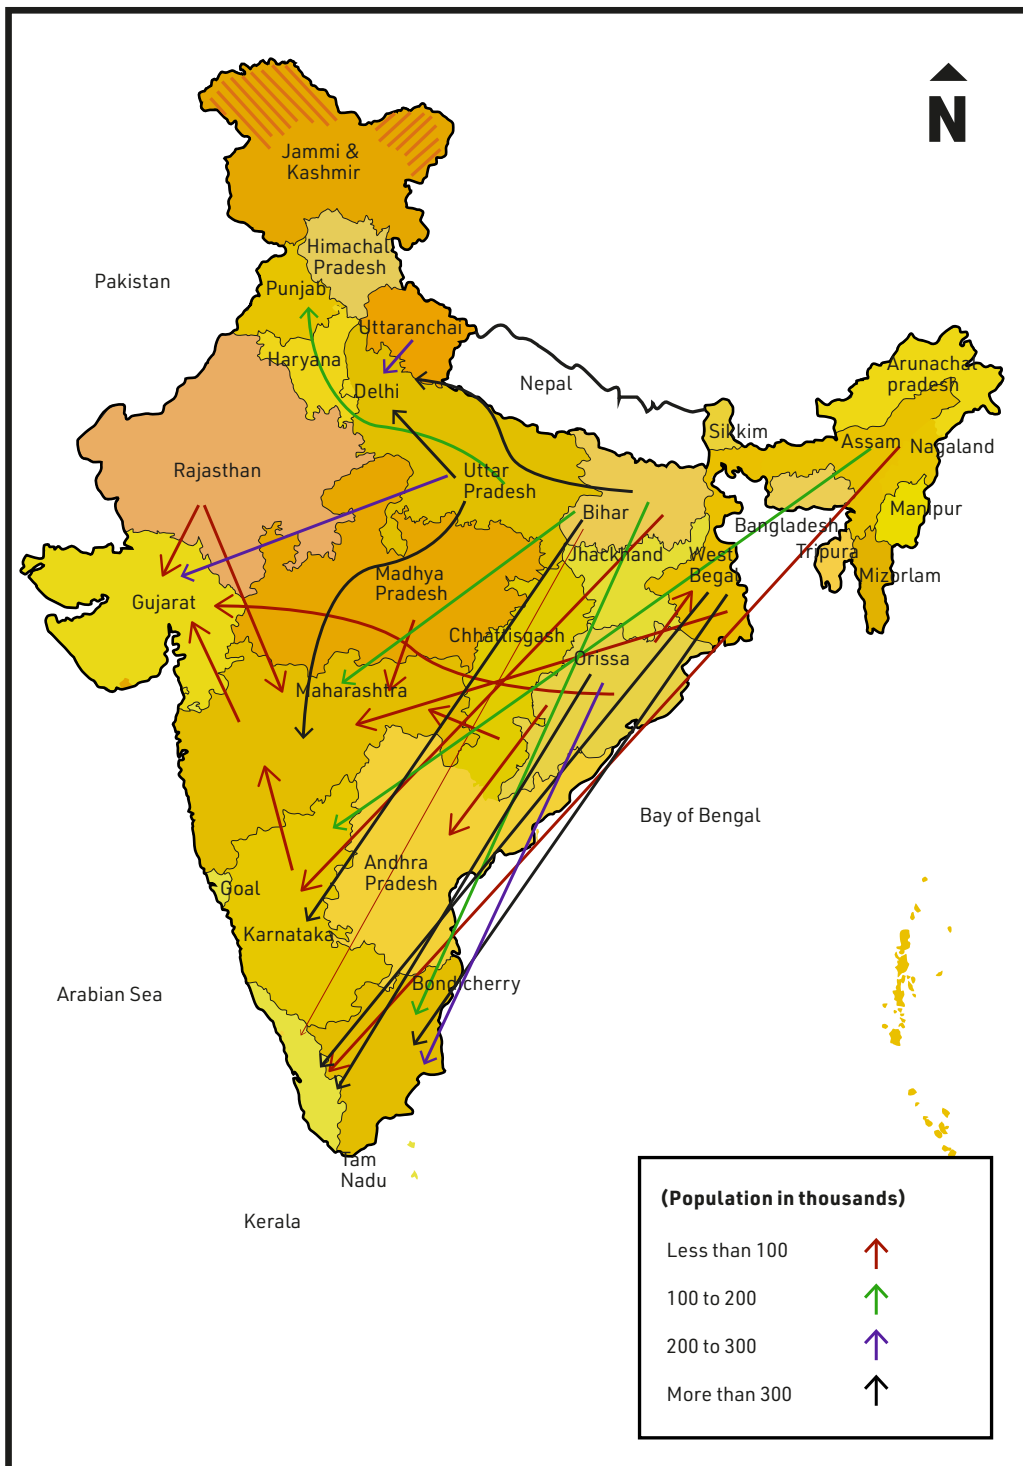 N
Jammi &
Kashmir
Himachal
Pradesh
Pakistan
Punjab
Uttaranchai
Haryana
Nepal
Delhi
Arunachal
pradesh
Sikkim
Assam
Nagaland
Rajasthan
Uttar
Pradesh
Bihar
Manipur
Bangladesh
Jhackhand
West
Begal
Tripura
Mizorlam
Madhya
Pradesh
Gujarat
Chhattisgash
Orissa
Maharashtra
Bay of Bengal
Andhra
Pradesh
Goal
Karnataka
Bondicherry
Arabian Sea
Tam
Nadu
Kerala
(Population in thousands)
Less than 100
100 to 200
200 to 300
More than 300